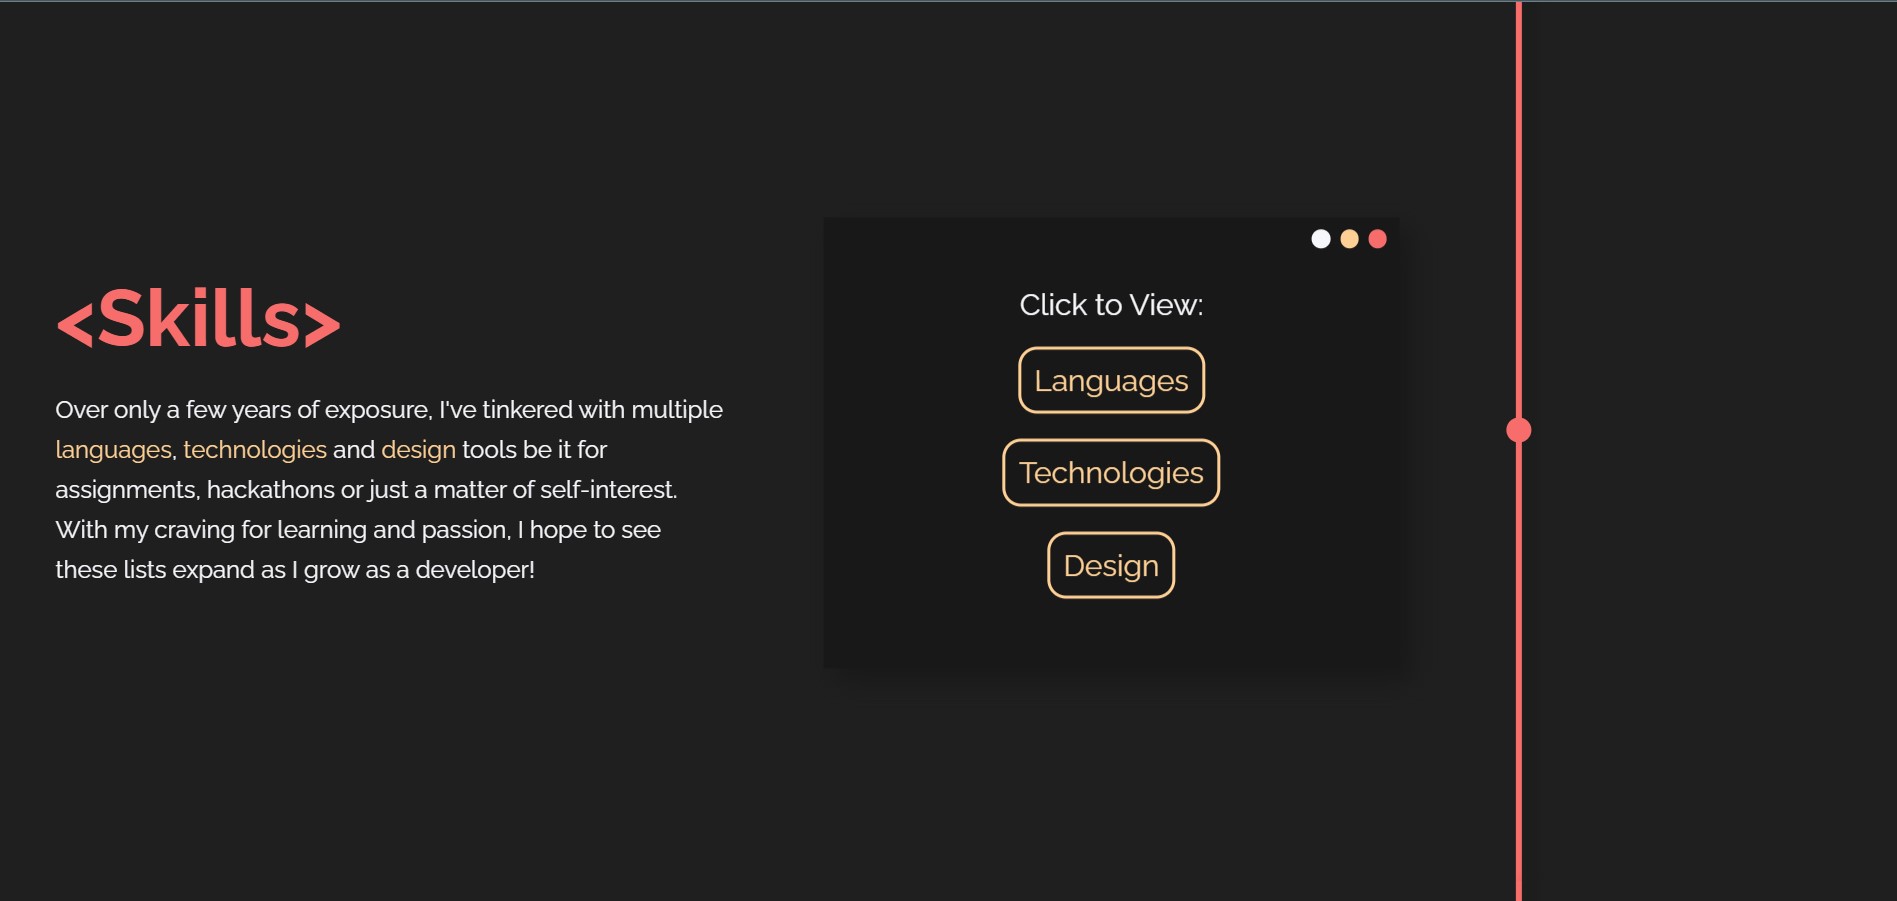 <Skills>
Over only a few years of exposure, I've tinkered with multiple
languages, technologies and design tools be it for
assignments, hackathons or just a matter of self-interest.
With my craving for learning and passion, I hope to see
these lists expand as I grow as a developer!
Click to View:
Languages
Technologies
Design